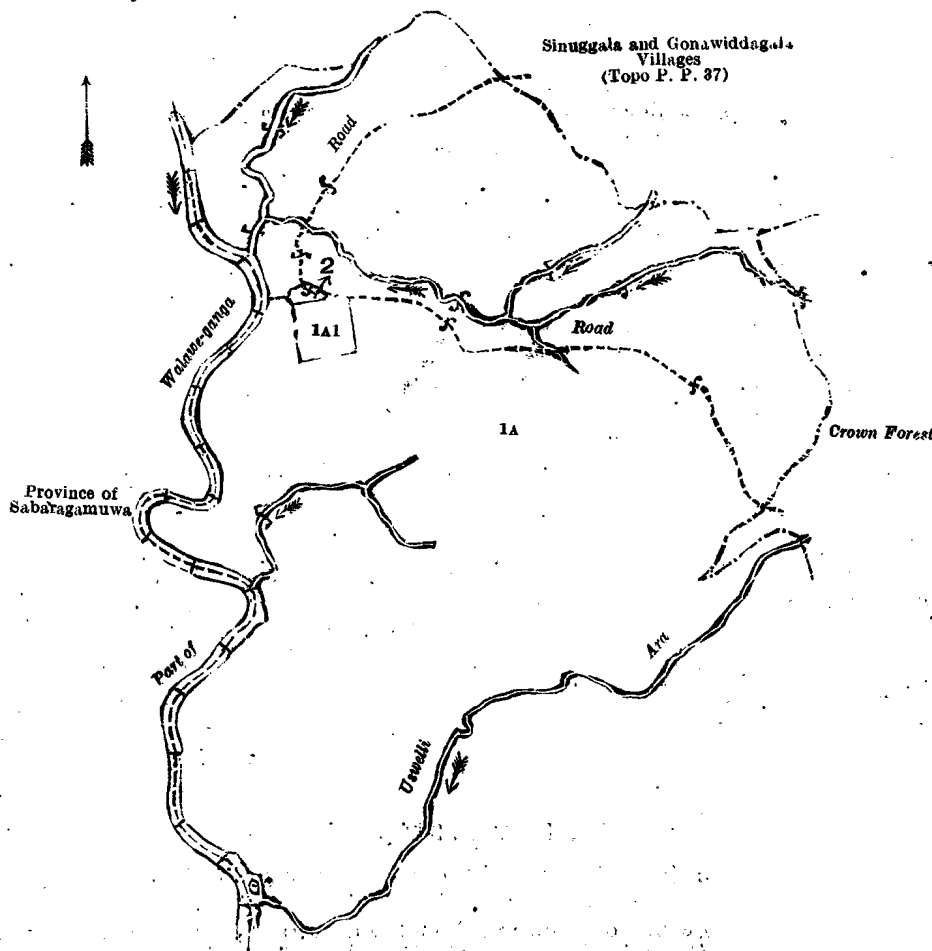 Sinuggala and Gonawiddagala
Villages
(Topo P. P. 37)
Road
2
1A1
Walawe-ganga
Road
1A
Crown Forest
Province of
Sabaragamuwa
Part of
Ara
Uswelli